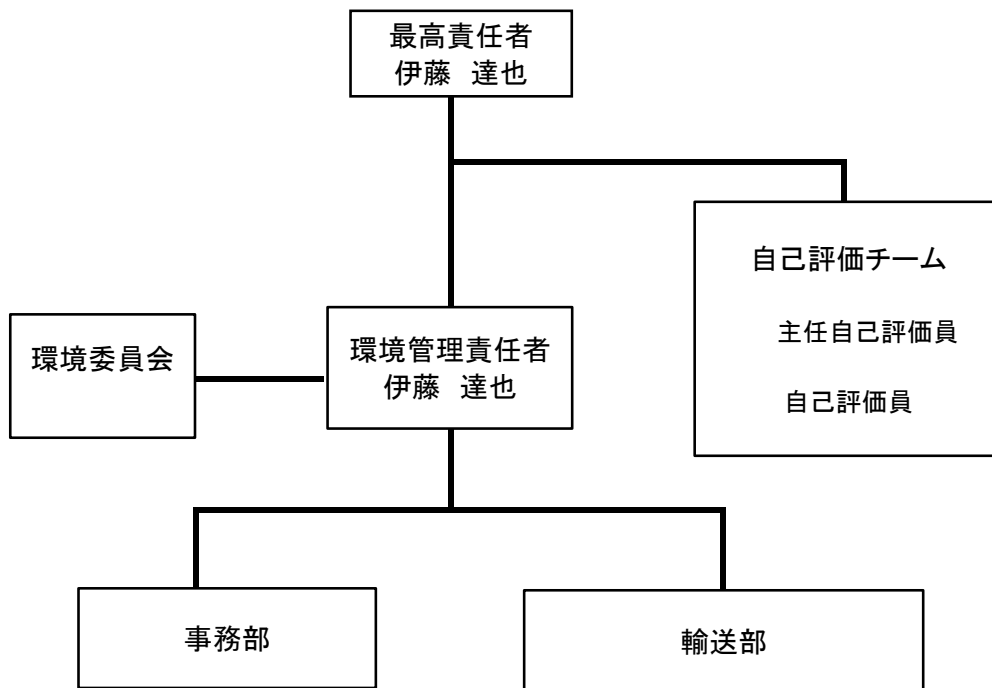 最高責任者
伊藤　達也
自己評価チーム
主任自己評価員
自己評価員
環境委員会
環境管理責任者
伊藤　達也
事務部
輸送部